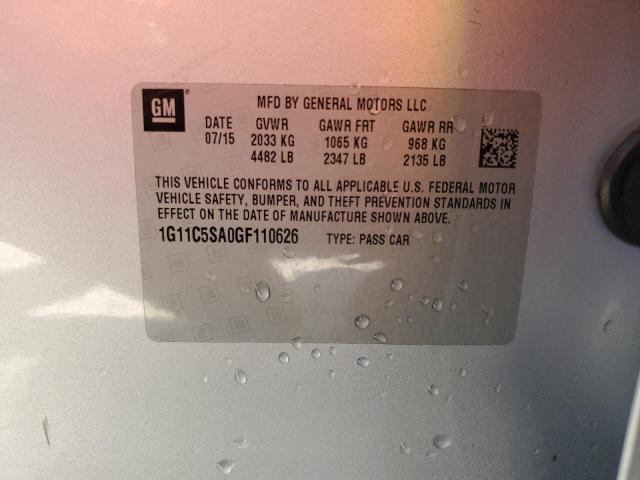 GM
MFD BY GENERAL MOTORS LLC
DATE GVWR GAWR FRT GAWR RR
07/15 2033 KG 1065 KG 968 KG
4482 LB 2347 LB 2135 LB
THIS VEHICLE CONFORMS TO ALL APPLICABLE U.S. FEDERAL MOTOR
VEHICLE SAFETY, BUMPER, AND THEFT PREVENTION STANDARDS IN
EFFECT ON THE DATE OF MANUFACTURE SHOWN ABOVE.
1G11C5SA0GF110626 TYPE: PASS CAR